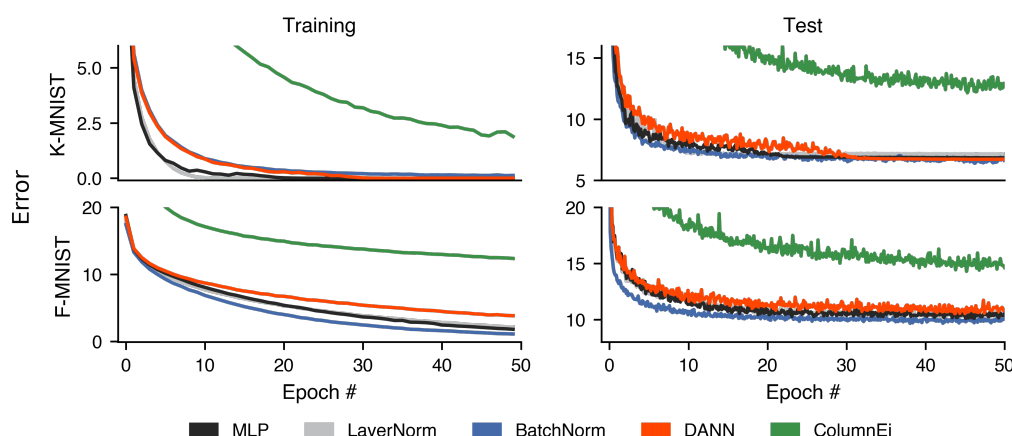 Training
Test
Error
K-MNIST
5.0
2.5
0.0
15
10
5
F-MNIST
20
10
0
20
15
10
0 10 20 30 40 50
0 10 20 30 40 50
Epoch #
Epoch #
MLP LayerNorm BatchNorm DANN ColumnEi